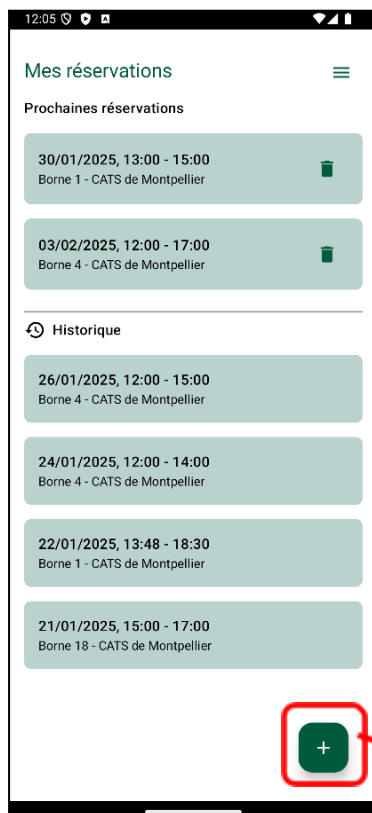 12:05
Mes réservations
Prochaines réservations
30/01/2025, 13:00 - 15:00
Borne 1 - CATS de Montpellier
03/02/2025, 12:00 - 17:00
Borne 4 - CATS de Montpellier
Historique
26/01/2025, 12:00 - 15:00
Borne 4 - CATS de Montpellier
24/01/2025, 12:00 - 14:00
Borne 4 - CATS de Montpellier
22/01/2025, 13:48 - 18:30
Borne 1 - CATS de Montpellier
21/01/2025, 15:00 - 17:00
Borne 18 - CATS de Montpellier
+